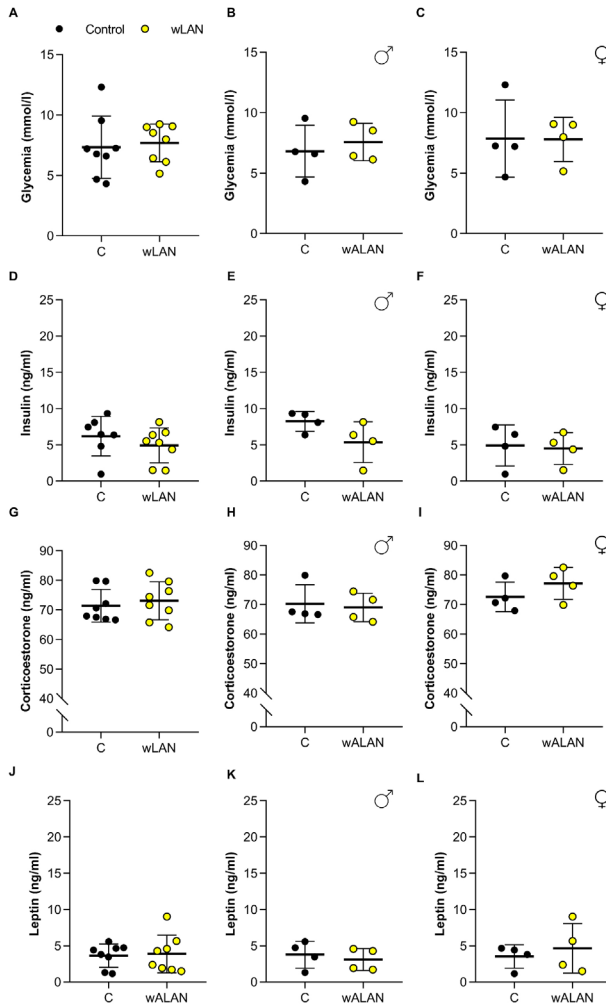 A
Control
wLAN
Glycemia (mmol/l)
15
10
5
0
C
wLAN
B
♂
Glycemia (mmol/l)
15
10
5
0
C
wALAN
C
♀
Glycemia (mmol/l)
15
10
5
0
C
wALAN
D
Insulin (ng/ml)
25
20
15
10
5
0
C
wLAN
E
♂
Insulin (ng/ml)
25
20
15
10
5
0
C
wALAN
F
♀
Insulin (ng/ml)
25
20
15
10
5
0
C
wALAN
G
Corticoestorone (ng/ml)
90
80
70
60
50
40
0
C
wLAN
H
♂
Corticoestorone (ng/ml)
90
80
70
60
50
40
0
C
wALAN
I
♀
Corticoestorone (ng/ml)
90
80
70
60
50
40
0
C
wALAN
J
Leptin (ng/ml)
25
20
15
10
5
0
C
wALAN
K
♂
Leptin (ng/ml)
25
20
15
10
5
0
C
wALAN
L
♀
Leptin (ng/ml)
25
20
15
10
5
0
C
wALAN